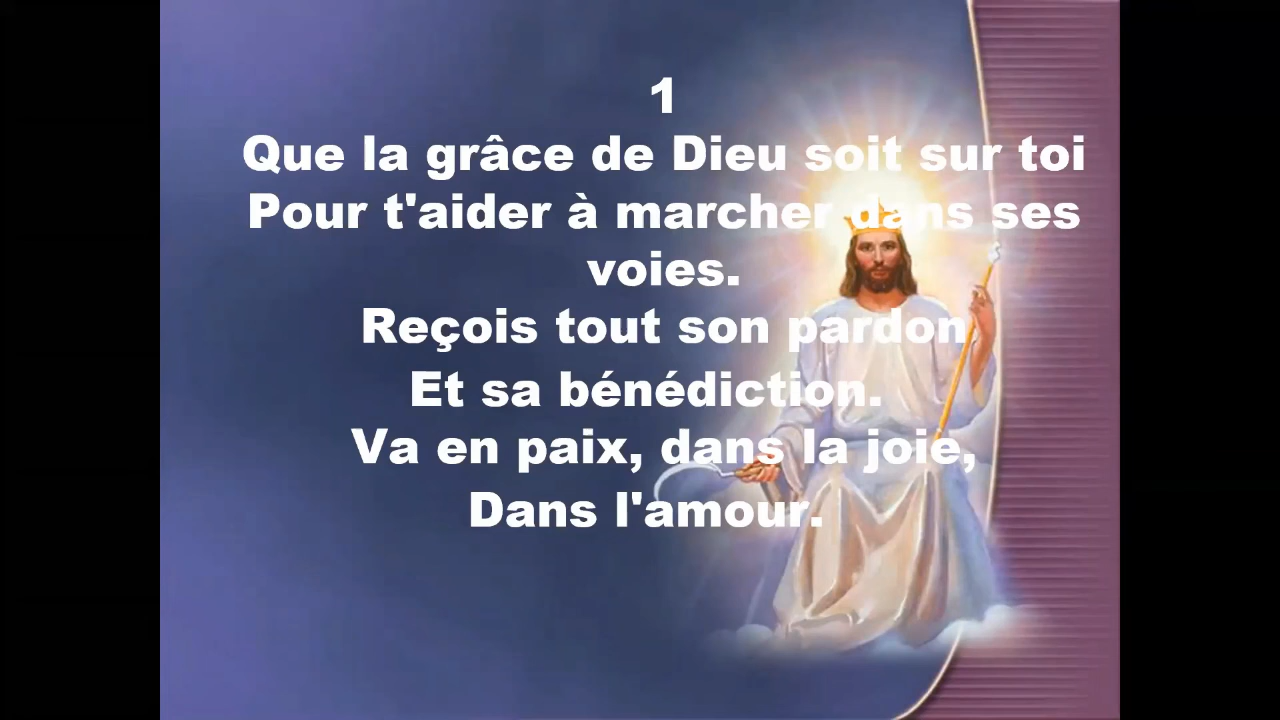 1
Que la grâce de Dieu soit sur toi
Pour t'aider à marcher dans ses
voies.
Reçois tout son pardon
Et sa bénédiction.
Va en paix, dans la joie,
Dans l'amour.